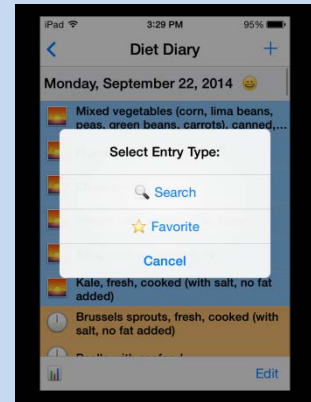 iPad 3:29 PM 95%
Diet Diary
Monday, September 22, 2014
Mixed vegetables (corn, lima beans,
peas, green beans, carrots), canned,...
Select Entry Type:
Search
Favorite
Cancel
Kale, fresh, cooked (with salt, no fat
added)
Brussels sprouts, fresh, cooked (with
salt, no fat added)
Edit